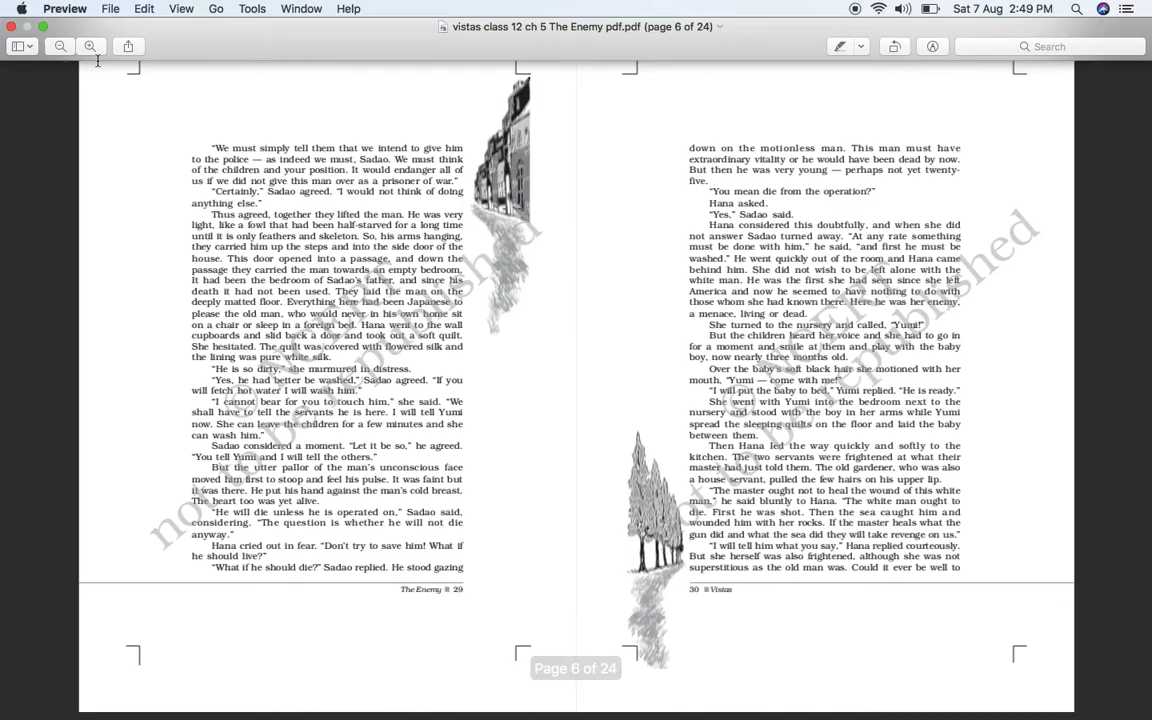 Preview File Edit View Go Tools Window Help Sat 7 Aug 2:49 PM
vistas class 12 ch 5 The Enemy pdf.pdf (page 6 of 24)
Search
“We must simply tell them that we intend to give him
to the police — as indeed we must, Sadao. We must think
of the children and your position. It would endanger all of
us if we did not give this man over as a prisoner of war.”
“Certainly,” Sadao agreed. “I would not think of doing
anything else.”
Thus agreed, together they lifted the man. He was very
light, like a fowl that had been half-starved for a long time
until it is only feathers and skeleton. So, his arms hanging,
they carried him up the steps and into the side door of the
house. This door opened into a passage, and down the
passage they carried the man towards an empty bedroom.
It had been the bedroom of Sadao’s father, and since his
death it had not been used. They laid the man on the
deeply matted floor. Everything here had been Japanese to
please the old man, who would never in his own home sit
on a chair or sleep in a foreign bed. Hana went to the wall
cupboards and slid back a door and took out a soft quilt.
She hesitated. The quilt was covered with flowered silk and
the lining was pure white silk.
“He is so dirty,” she murmured in distress.
“Yes, he had better be washed,” Sadao agreed. “If you
will fetch hot water I will wash him.”
“I cannot bear for you to touch him,” she said. “We
shall have to tell the servants he is here. I will tell Yumi
now. She can leave the children for a few minutes and she
can wash him.”
Sadao considered a moment. “Let it be so,” he agreed.
“You tell Yumi and I will tell the others.”
But the utter pallor of the man’s unconscious face
moved him first to stoop and feel his pulse. It was faint but
it was there. He put his hand against the man’s cold breast.
The heart too was yet alive.
“He will die unless he is operated on,” Sadao said,
considering. “The question is whether he will not die
anyway.”
Hana cried out in fear. “Don’t try to save him! What if
he should live?”
“What if he should die?” Sadao replied. He stood gazing
The Enemy 29
down on the motionless man. This man must have
extraordinary vitality or he would have been dead by now.
But then he was very young — perhaps not yet twenty-
five.
“You mean die from the operation?”
Hana asked.
“Yes,” Sadao said.
Hana considered this doubtfully, and when she did
not answer Sadao turned away. “At any rate something
must be done with him,” he said, “and first he must be
washed.” He went quickly out of the room and Hana came
behind him. She did not wish to be left alone with the
white man. He was the first she had seen since she left
America and now he seemed to have nothing to do with
those whom she had known there. Here he was her enemy,
a menace, living or dead.
She turned to the nursery and called, “Yumi!”
But the children heard her voice and she had to go in
for a moment and smile at them and play with the baby
boy, now nearly three months old.
Over the baby’s soft black hair she motioned with her
mouth, “Yumi — come with me!”
“I will put the baby to bed,” Yumi replied. “He is ready.”
She went with Yumi into the bedroom next to the
nursery and stood with the boy in her arms while Yumi
spread the sleeping quilts on the floor and laid the baby
between them.
Then Hana led the way quickly and softly to the
kitchen. The two servants were frightened at what their
master had just told them. The old gardener, who was also
a house servant, pulled the few hairs on his upper lip.
“The master ought not to heal the wound of this white
man,” he said bluntly to Hana. “The white man ought to
die. First he was shot. Then the sea caught him and
wounded him with her rocks. If the master heals what the
gun did and what the sea did they will take revenge on us.”
“I will tell him what you say,” Hana replied courteously.
But she herself was also frightened, although she was not
superstitious as the old man was. Could it ever be well to
30 Vistas
© NCERT
not to be republished
© NCERT
not to be republished
Page 6 of 24